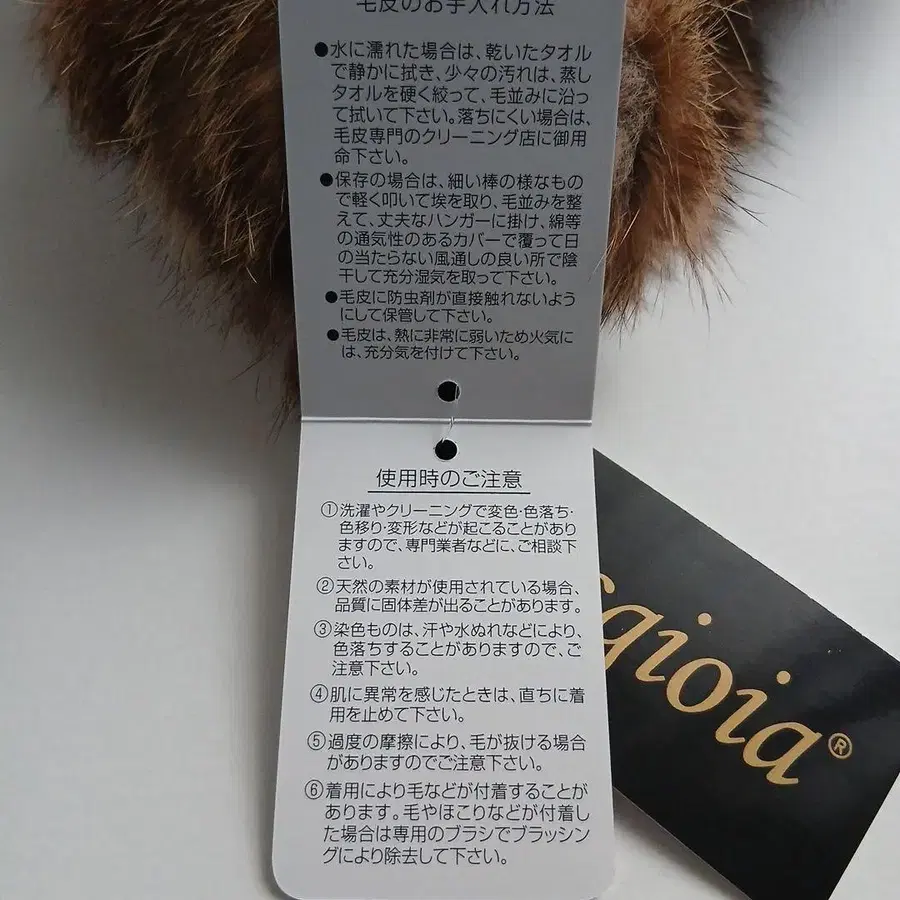 毛皮のお手入れ方法
●水に濡れた場合は、乾いたタオル
で静かに拭き、少々の汚れは、蒸し
タオルを硬く絞って、毛並みに沿っ
て拭いて下さい。落ちにくい場合は、
毛皮専門のクリーニング店に御用
命下さい。
●保存の場合は、細い棒の様なもの
で軽く叩いて埃を取り、毛並みを整
えて、丈夫なハンガーに掛け、綿等
の通気性のあるカバーで覆って日
の当たらない風通しの良い所で陰
干して充分湿気を取って下さい。
●毛皮に防虫剤が直接触れないよう
にして保管して下さい。
●毛皮は、熱に非常に弱いため火気に
は、充分気を付けて下さい。
使用時のご注意
①洗濯やクリーニングで変色・色落ち・
色移り・変形などが起こることがあり
ますので、専門業者などに、ご相談下
さい。
②天然の素材が使用されている場合、
品質に固体差が出ることがあります。
③染色ものは、汗や水ぬれなどにより、
色落ちすることがありますので、ご
注意下さい。
④肌に異常を感じたときは、直ちに着
用を止めて下さい。
⑤過度の摩擦により、毛が抜ける場合
がありますのでご注意下さい。
⑥着用により毛などが付着することが
あります。毛やほこりなどが付着し
た場合は専用のブラシでブラッシン
グにより除去して下さい。
gioia®